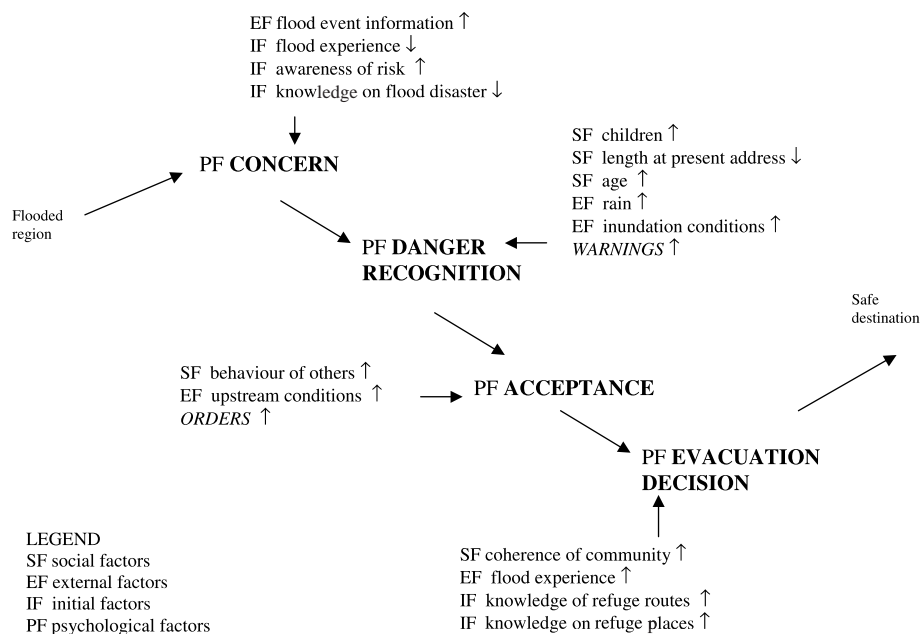 EF flood event information ↑
IF flood experience ↓
IF awareness of risk ↑
IF knowledge on flood disaster ↓
PF CONCERN
Flooded
region
SF children ↑
SF length at present address ↓
SF age ↑
EF rain ↑
EF inundation conditions ↑
WARNINGS ↑
PF DANGER
RECOGNITION
Safe
destination
SF behaviour of others ↑
EF upstream conditions ↑
ORDERS ↑
PF ACCEPTANCE
PF EVACUATION
DECISION
SF coherence of community ↑
EF flood experience ↑
IF knowledge of refuge routes ↑
IF knowledge on refuge places ↑
LEGEND
SF social factors
EF external factors
IF initial factors
PF psychological factors